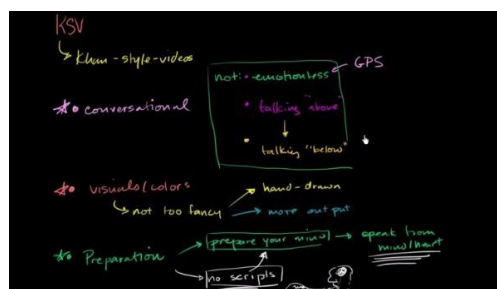 KSV
Khan-style-videos
not: • emotionless GPS
* • conversational
• talking "above"
• talking "below"
* • visuals/colors
hand-drawn
not too fancy
more output
* • Preparation
prepare your mind
speak from mind/heart
no scripts